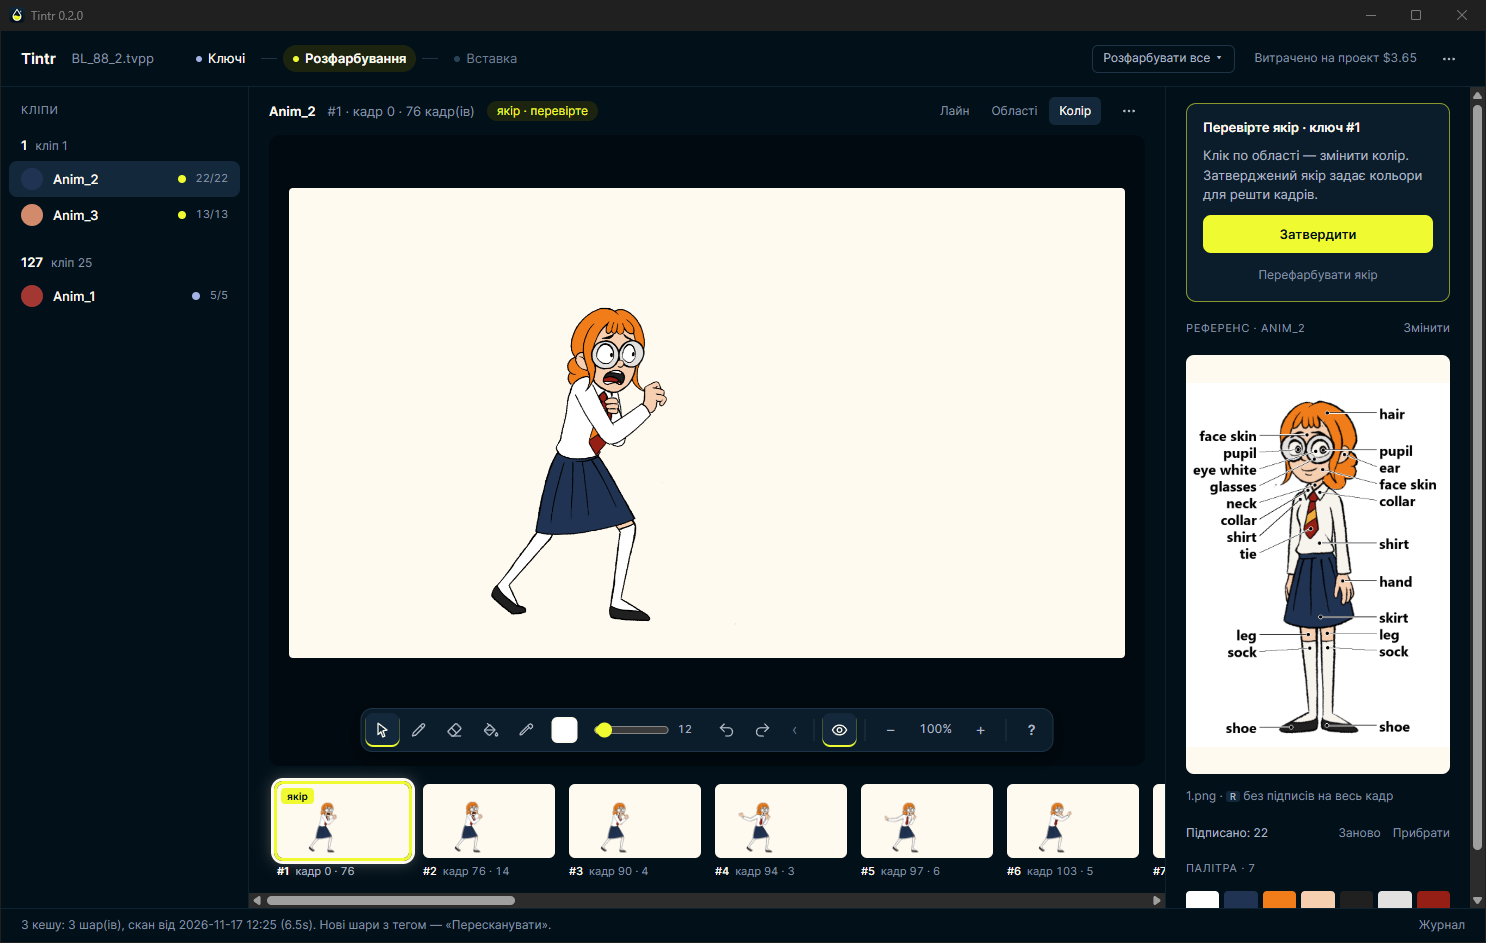 Tintr 0.2.0
Tintr BL_88_2.tvpp Ключі Розфарбування Вставка Розфарбувати все Витрачено на проект $3.65
КЛІПИ
1 кліп 1
Anim_2 22/22
Anim_3 13/13
127 кліп 25
Anim_1 5/5
Anim_2 #1 · кадр 0 · 76 кадр(ів) якір · перевірте Лайн Області Колір
12 100% ?
якір
#1 кадр 0 · 76
#2 кадр 76 · 14
#3 кадр 90 · 4
#4 кадр 94 · 3
#5 кадр 97 · 6
#6 кадр 103 · 5
#7
Перевірте якір · ключ #1
Клік по області — змінити колір.
Затверджений якір задає кольори
для решти кадрів.
Затвердити
Перефарбувати якір
РЕФЕРЕНС · ANIM_2 Змінити
hair
face skin
pupil
eye white
glasses
neck
collar
shirt
tie
pupil
ear
face skin
collar
shirt
hand
skirt
leg
sock
leg
sock
shoe
shoe
1.png · R без підписів на весь кадр
Підписано: 22 Заново Прибрати
ПАЛІТРА · 7
З кешу: 3 шар(ів), скан від 2026-11-17 12:25 (6.5s). Нові шари з тегом — «Пересканувати». Журнал